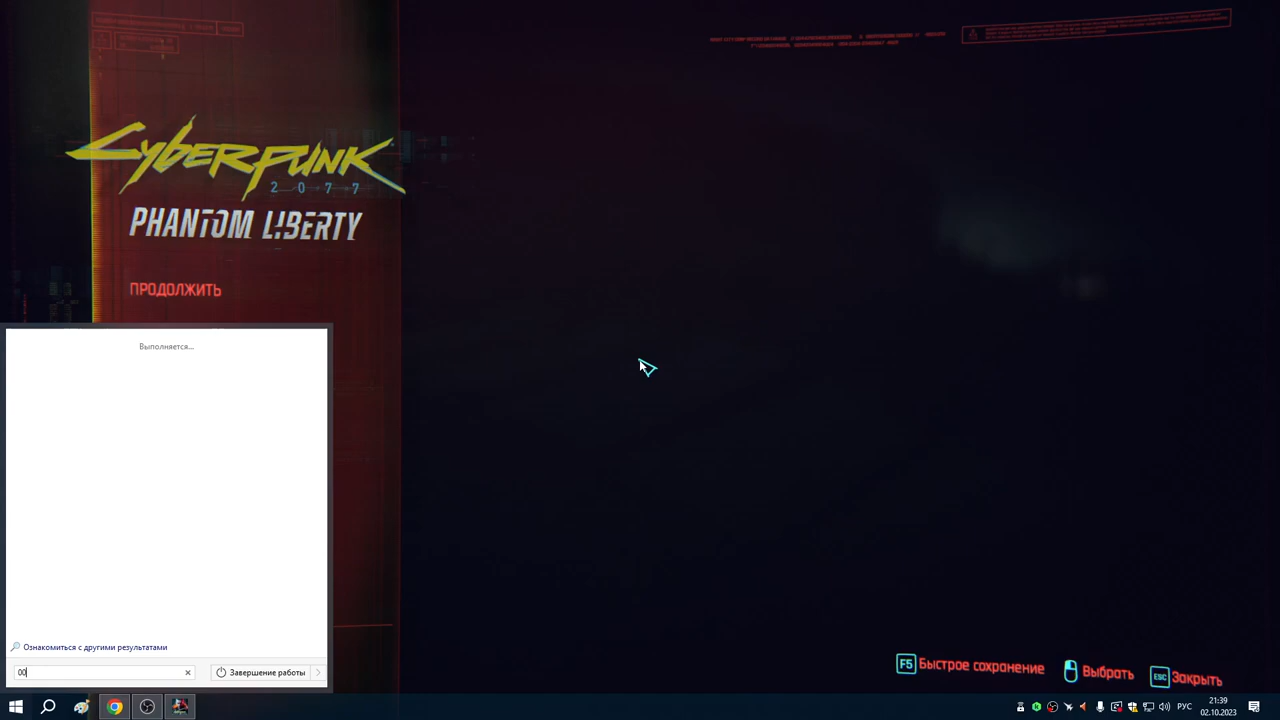 CYBERPUNK
2077
PHANTOM LIBERTY
ПРОДОЛЖИТЬ
Выполняется...
Ознакомиться с другими результатами
00
Завершение работы
F5 Быстрое сохранение
Выбрать
ESC Закрыть
РУС
21:39
02.10.2023